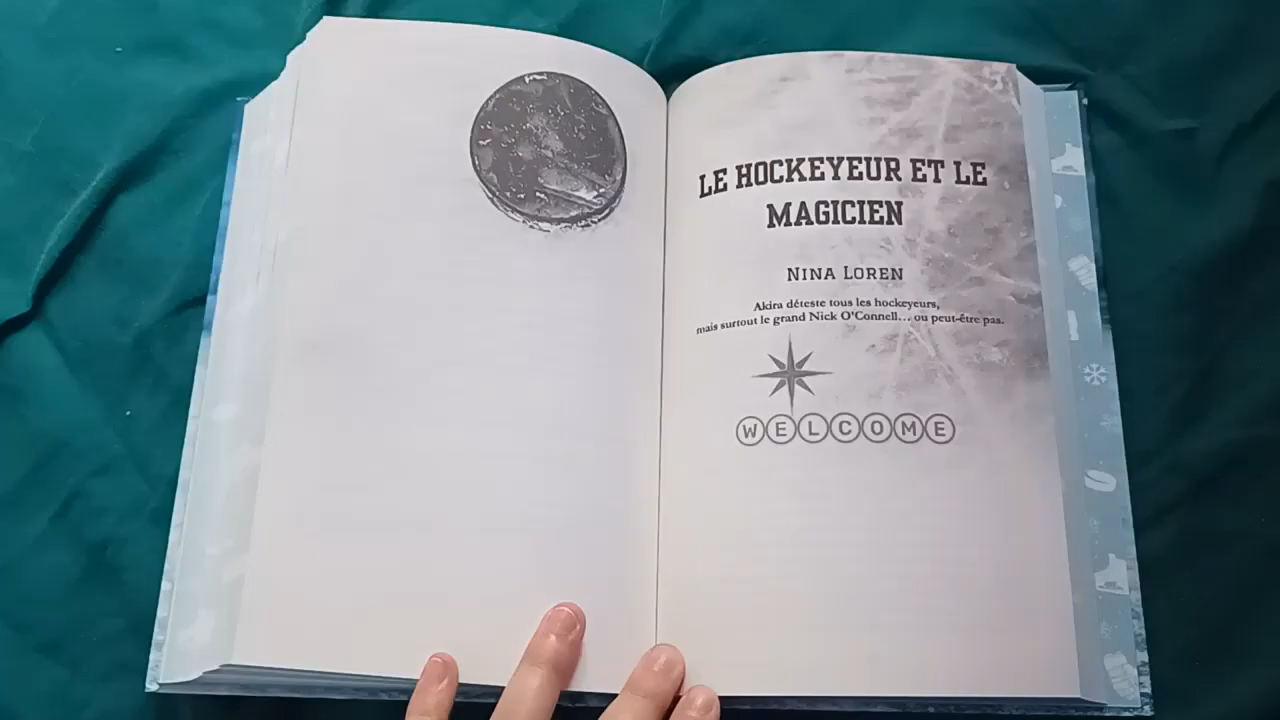 LE HOCKEYEUR ET LE
MAGICIEN
NINA LOREN
Akira déteste tous les hockeyeurs,
mais surtout le grand Nick O'Connell... ou peut-être pas.
WELCOME